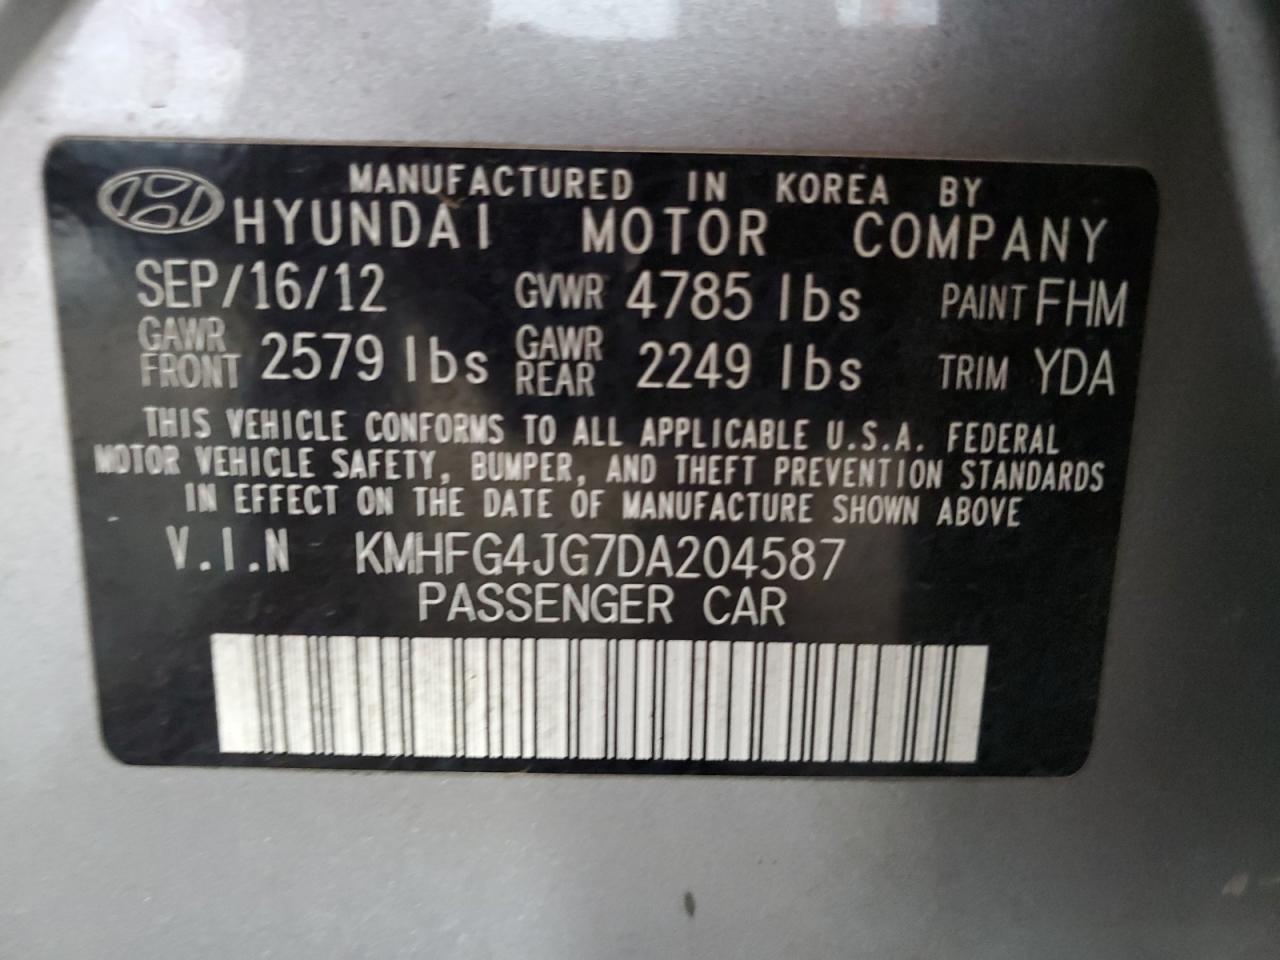 MANUFACTURED IN KOREA BY
HYUNDAI MOTOR COMPANY
SEP/16/12 GVWR 4785 lbs PAINT FHM
GAWR FRONT 2579 lbs GAWR REAR 2249 lbs TRIM YDA
THIS VEHICLE CONFORMS TO ALL APPLICABLE U.S.A. FEDERAL
MOTOR VEHICLE SAFETY, BUMPER, AND THEFT PREVENTION STANDARDS
IN EFFECT ON THE DATE OF MANUFACTURE SHOWN ABOVE
V.I.N KMHFG4JG7DA204587
PASSENGER CAR